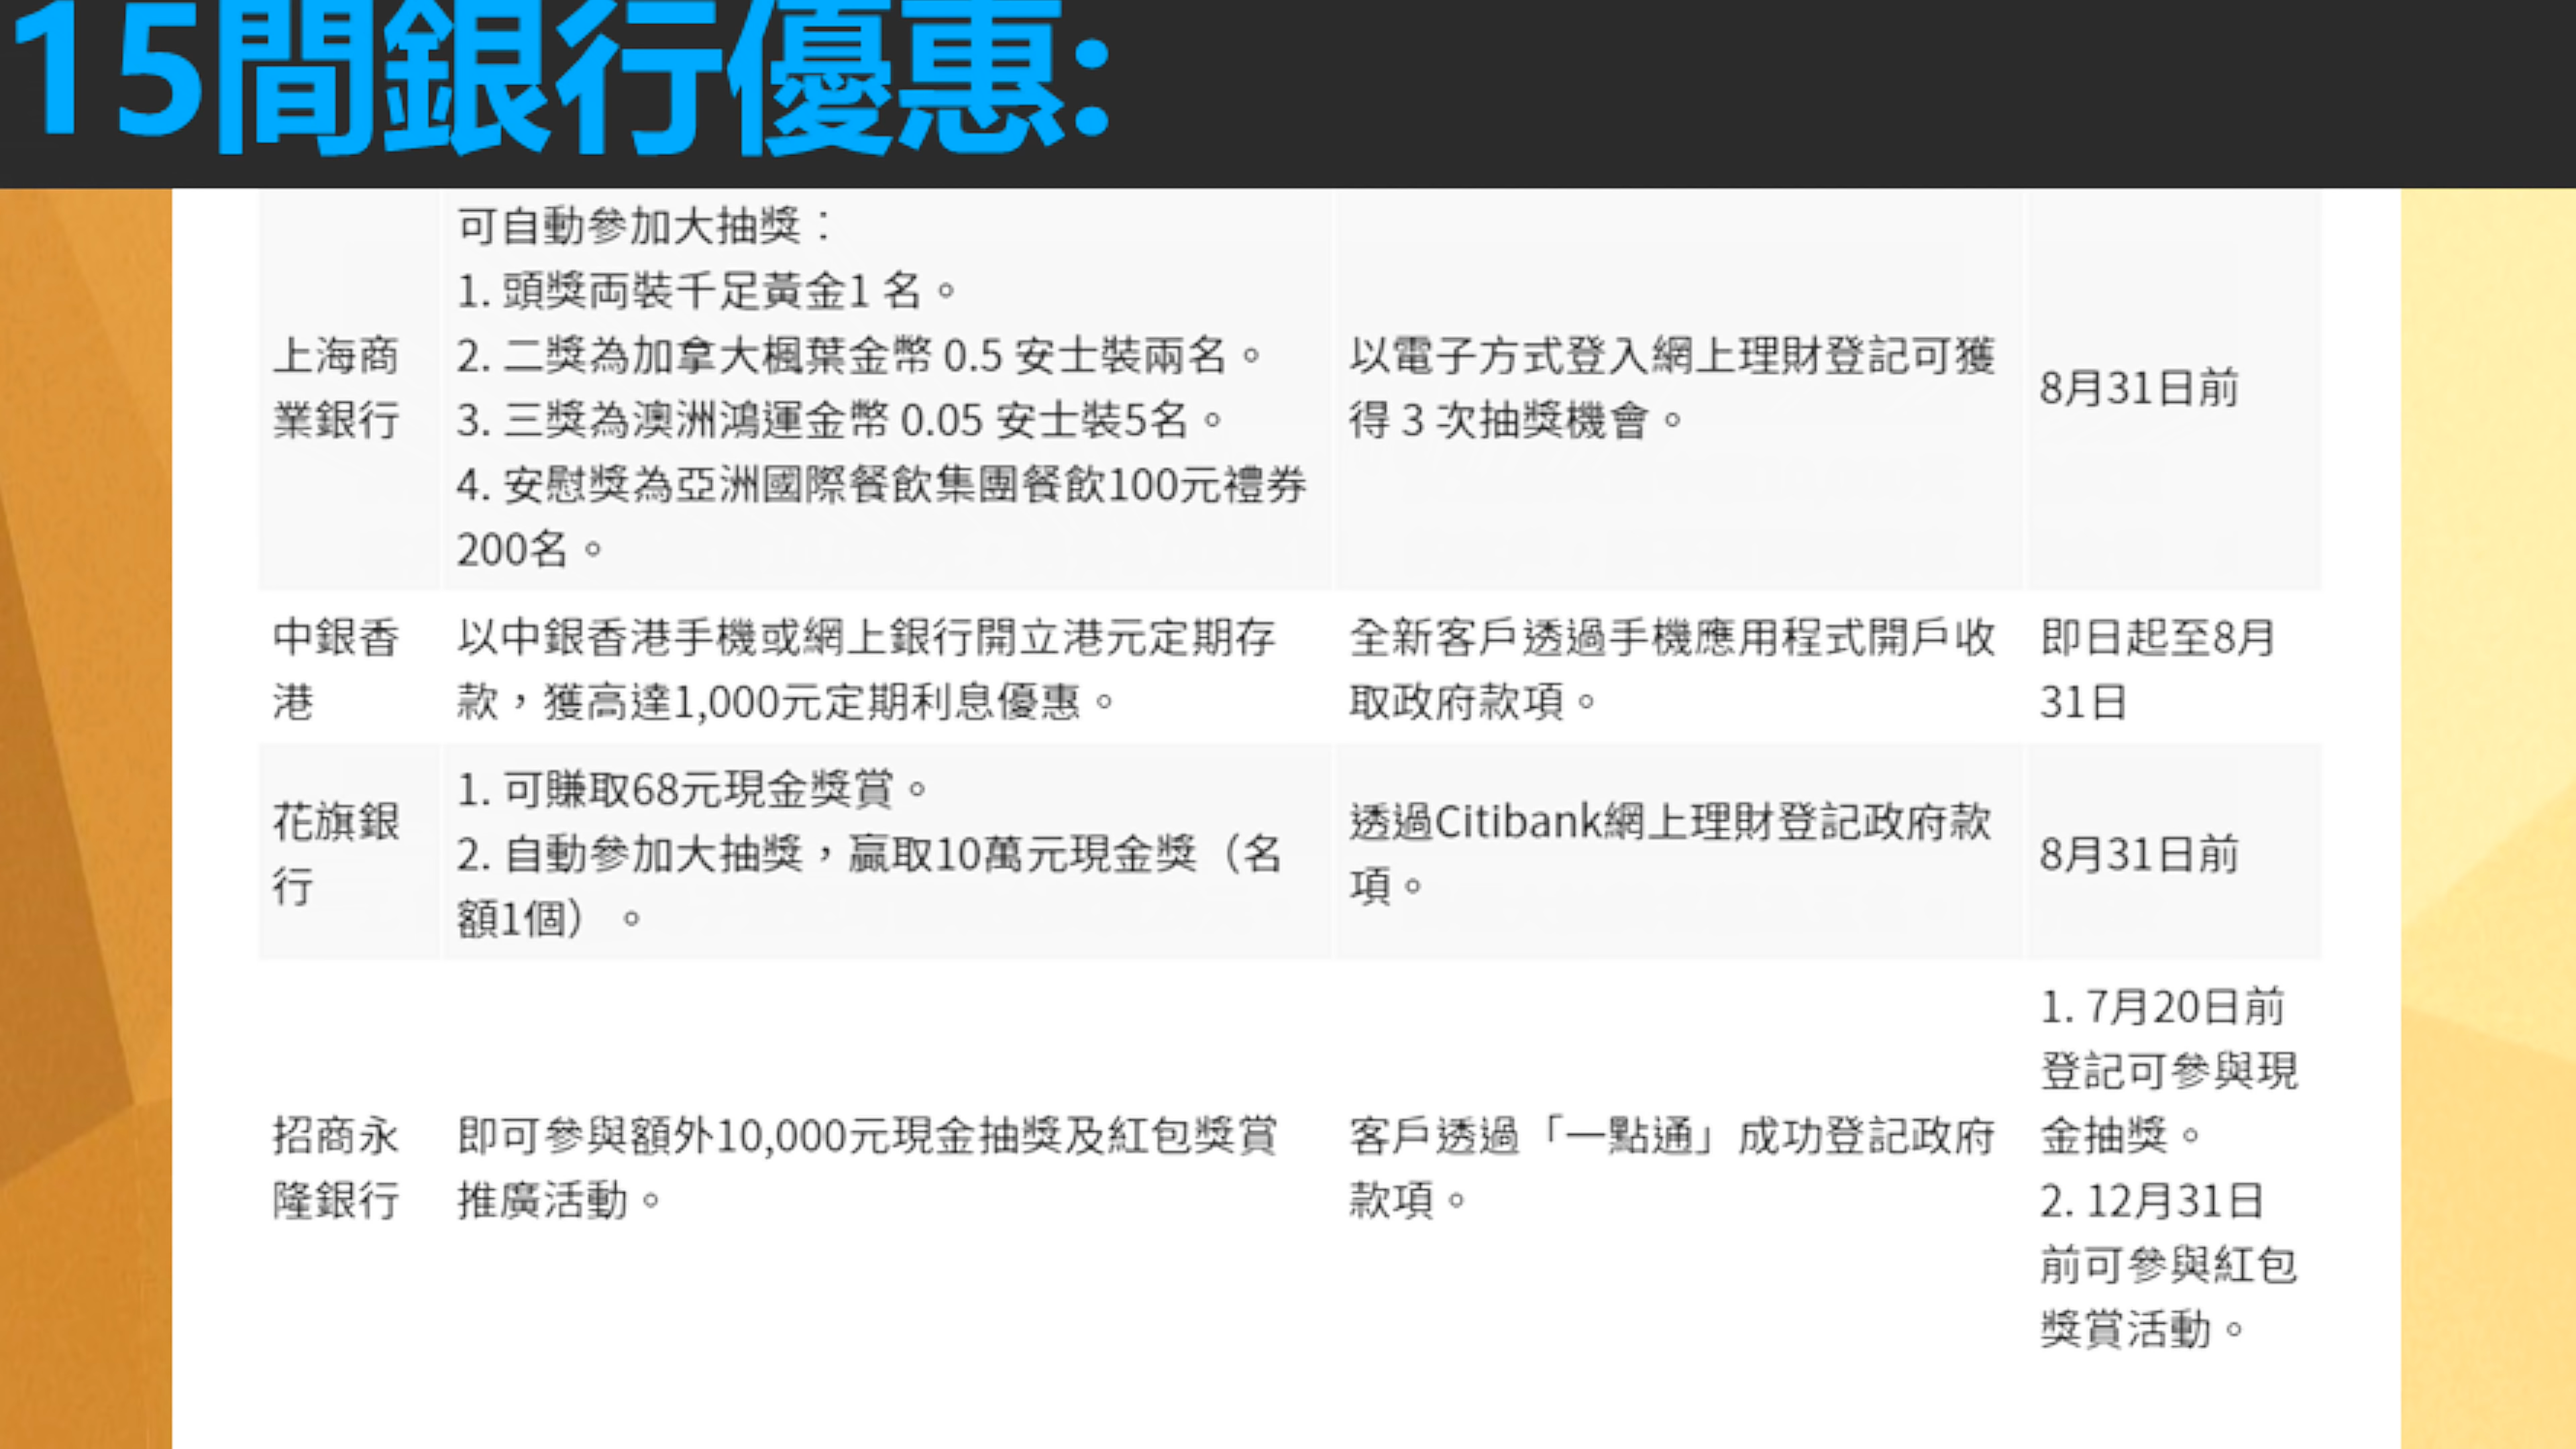 15間銀行優惠:
可自動參加大抽獎：
1. 頭獎両裝千足黃金1 名。
上海商
業銀行
2. 二獎為加拿大楓葉金幣 0.5 安士裝兩名。
3. 三獎為澳洲鴻運金幣 0.05 安士裝5名。
4. 安慰獎為亞洲國際餐飲集團餐飲100元禮券
200名。
以電子方式登入網上理財登記可獲
得 3 次抽獎機會。
8月31日前
中銀香
港
以中銀香港手機或網上銀行開立港元定期存
款，獲高達1,000元定期利息優惠。
全新客戶透過手機應用程式開戶收
取政府款項。
即日起至8月
31日
花旗銀
行
1. 可賺取68元現金獎賞。
2. 自動參加大抽獎，贏取10萬元現金獎（名
額1個）。
透過Citibank網上理財登記政府款
項。
8月31日前
招商永
隆銀行
即可參與額外10,000元現金抽獎及紅包獎賞
推廣活動。
客戶透過「一點通」成功登記政府
款項。
1. 7月20日前
登記可參與現
金抽獎。
2. 12月31日
前可參與紅包
獎賞活動。